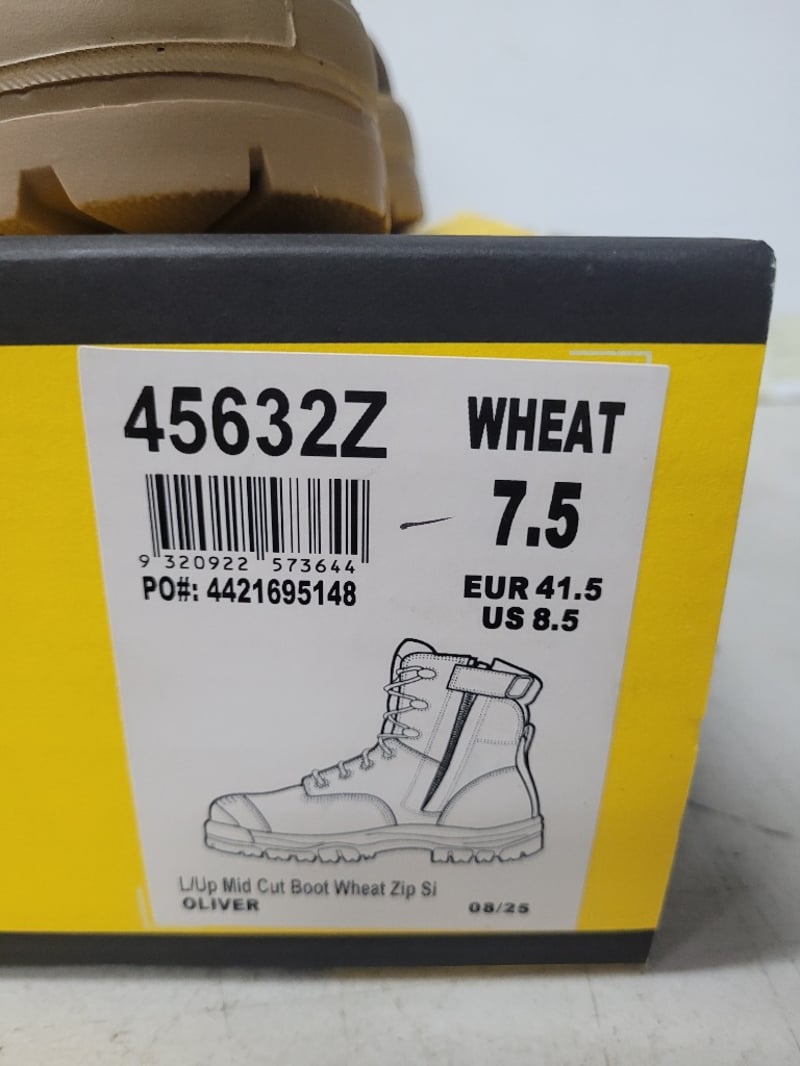 45632Z
WHEAT
9 320922 573644
7.5
PO#: 4421695148
EUR 41.5
US 8.5
L/Up Mid Cut Boot Wheat Zip Si
OLIVER
08/25